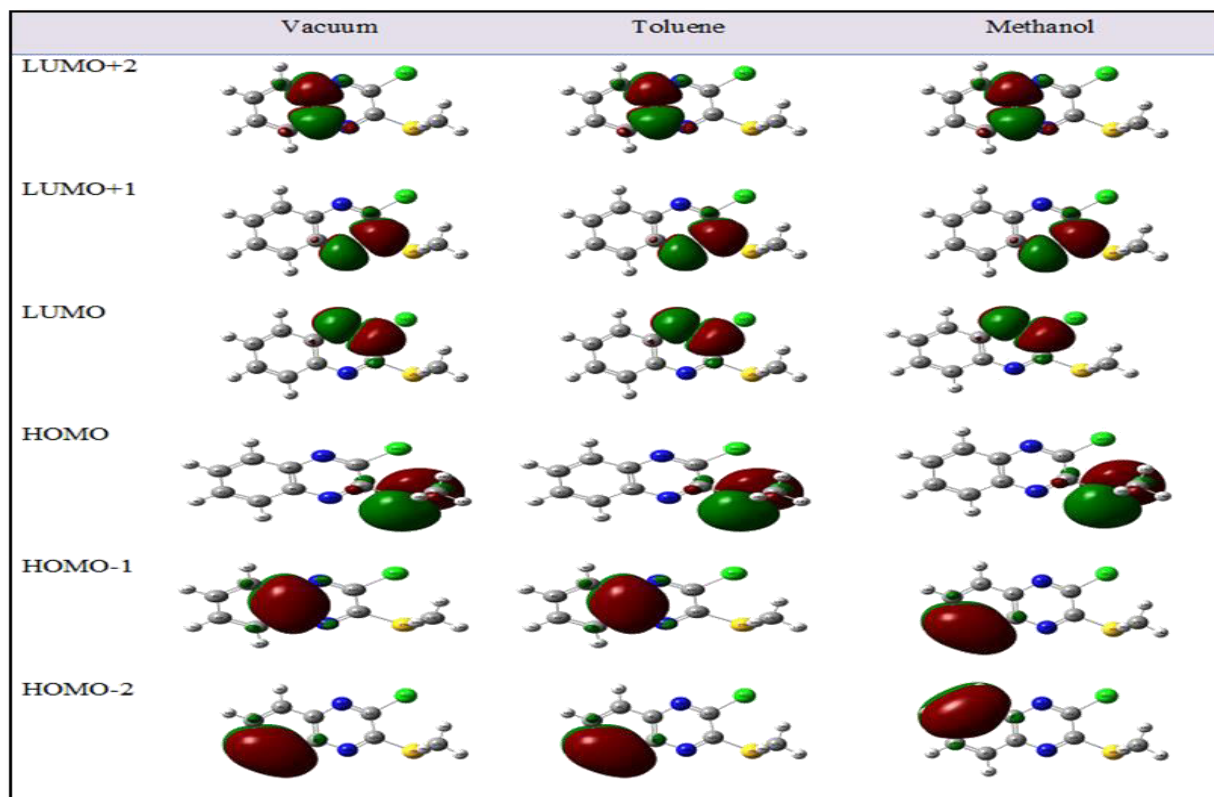 Vacuum Toluene Methanol
LUMO+2
LUMO+1
LUMO
HOMO
HOMO-1
HOMO-2